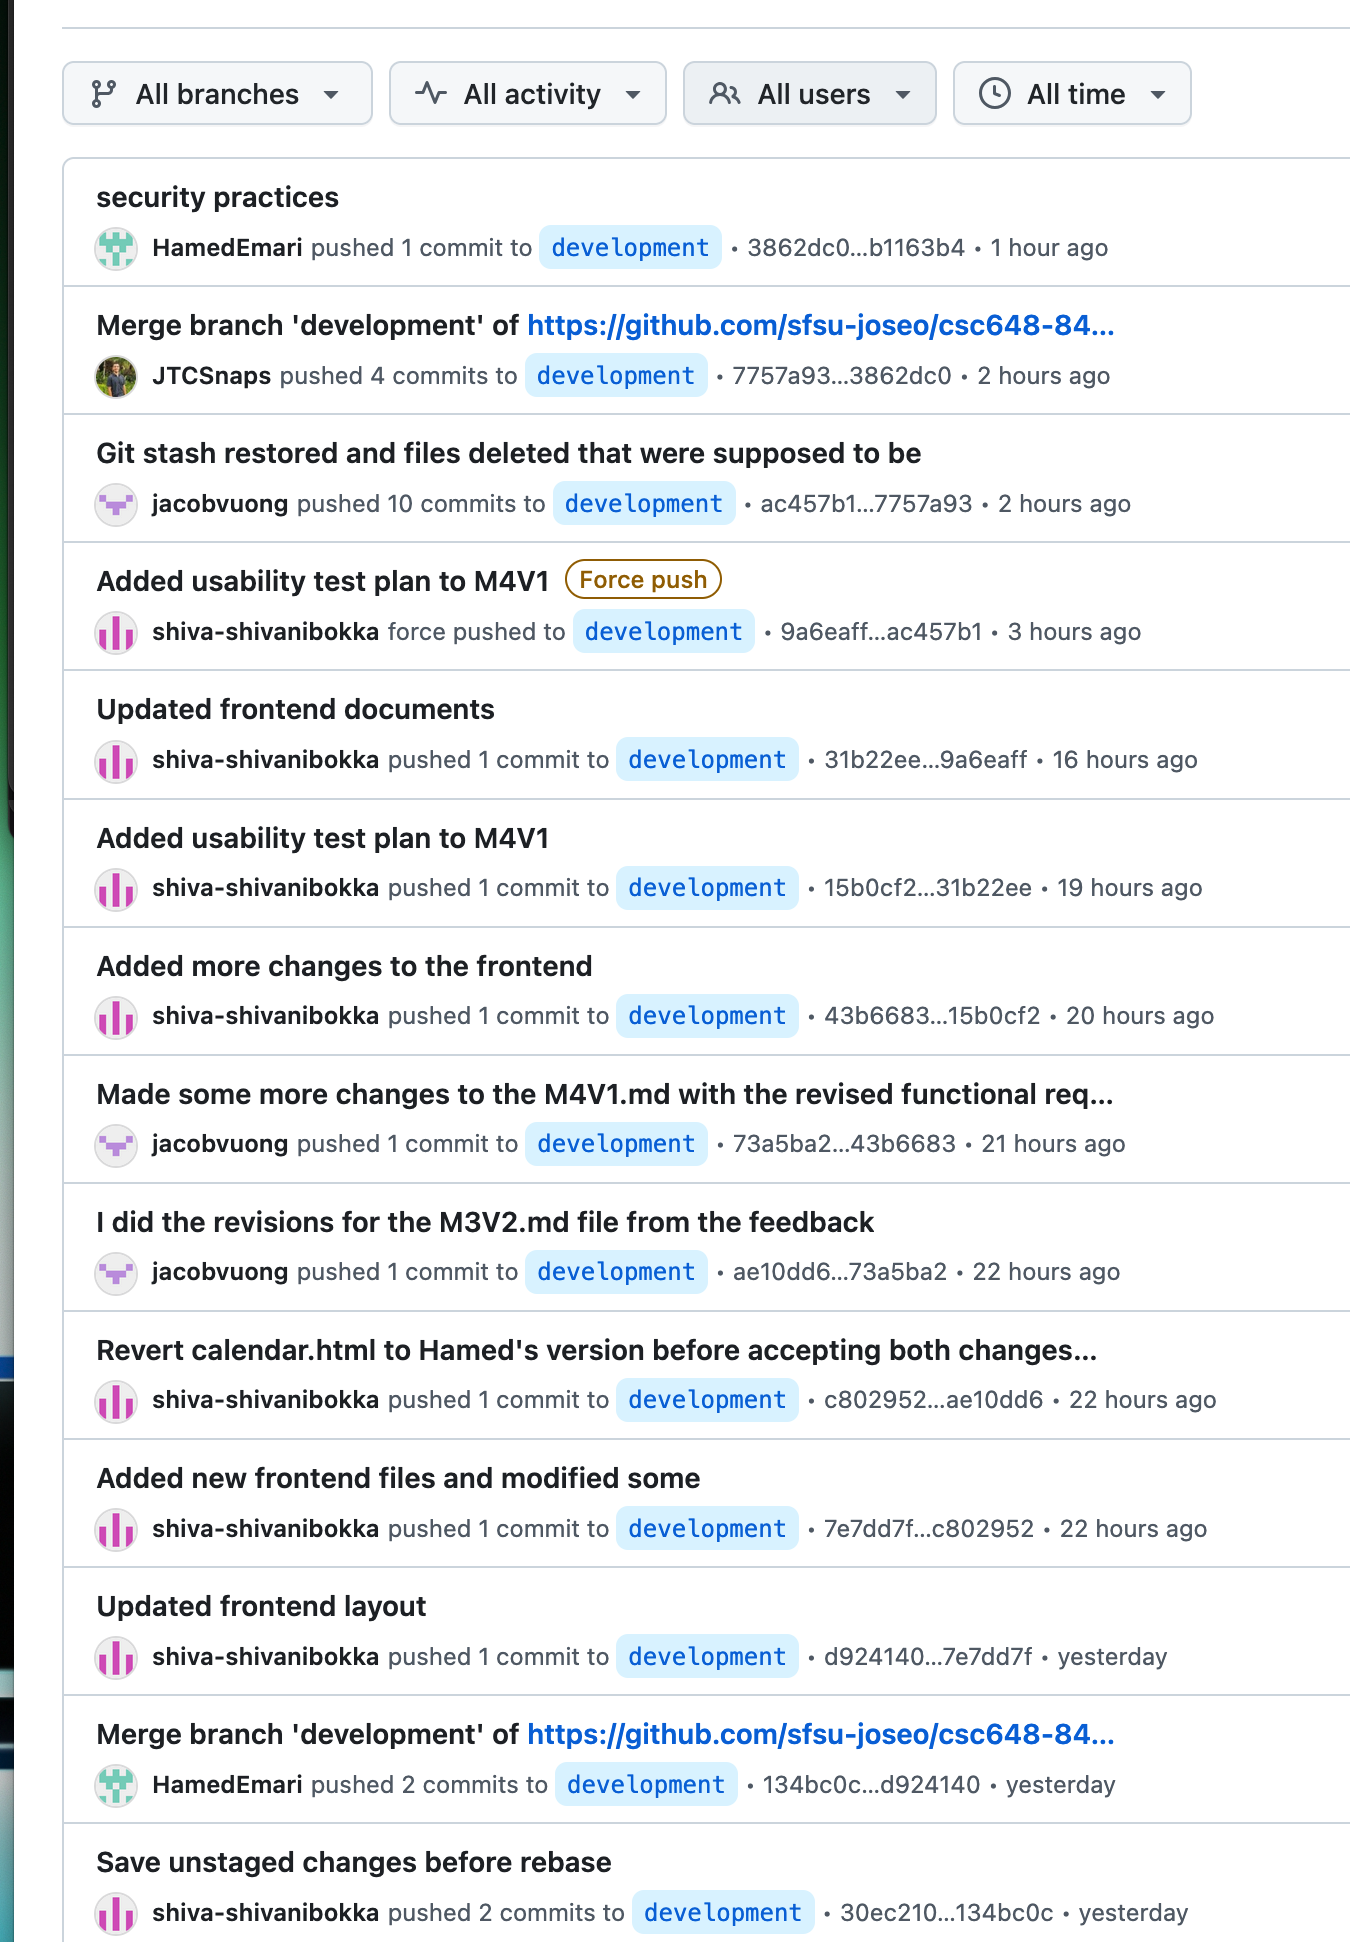 All branches All activity All users All time
security practices
HamedEmari pushed 1 commit to development • 3862dc0...b1163b4 • 1 hour ago
Merge branch 'development' of https://github.com/sfsu-joseo/csc648-84...
JTCSnaps pushed 4 commits to development • 7757a93...3862dc0 • 2 hours ago
Git stash restored and files deleted that were supposed to be
jacobvuong pushed 10 commits to development • ac457b1...7757a93 • 2 hours ago
Added usability test plan to M4V1 Force push
shiva-shivanibokka force pushed to development • 9a6eaff...ac457b1 • 3 hours ago
Updated frontend documents
shiva-shivanibokka pushed 1 commit to development • 31b22ee...9a6eaff • 16 hours ago
Added usability test plan to M4V1
shiva-shivanibokka pushed 1 commit to development • 15b0cf2...31b22ee • 19 hours ago
Added more changes to the frontend
shiva-shivanibokka pushed 1 commit to development • 43b6683...15b0cf2 • 20 hours ago
Made some more changes to the M4V1.md with the revised functional req...
jacobvuong pushed 1 commit to development • 73a5ba2...43b6683 • 21 hours ago
I did the revisions for the M3V2.md file from the feedback
jacobvuong pushed 1 commit to development • ae10dd6...73a5ba2 • 22 hours ago
Revert calendar.html to Hamed's version before accepting both changes...
shiva-shivanibokka pushed 1 commit to development • c802952...ae10dd6 • 22 hours ago
Added new frontend files and modified some
shiva-shivanibokka pushed 1 commit to development • 7e7dd7f...c802952 • 22 hours ago
Updated frontend layout
shiva-shivanibokka pushed 1 commit to development • d924140...7e7dd7f • yesterday
Merge branch 'development' of https://github.com/sfsu-joseo/csc648-84...
HamedEmari pushed 2 commits to development • 134bc0c...d924140 • yesterday
Save unstaged changes before rebase
shiva-shivanibokka pushed 2 commits to development • 30ec210...134bc0c • yesterday